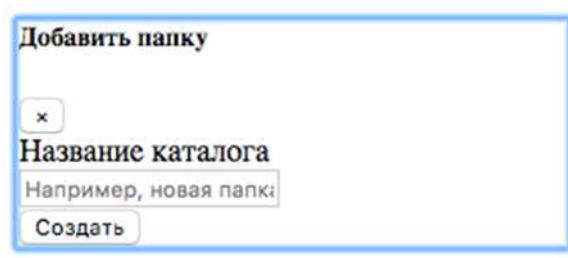 Добавить папку
×
Название каталога
Например, новая папка
Создать